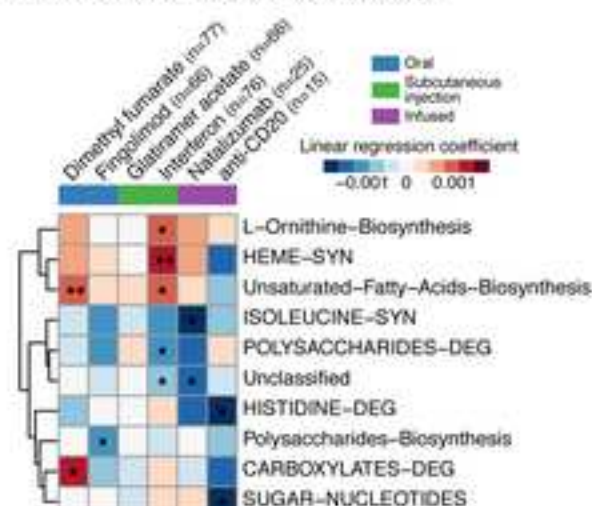 Dimethyl fumarate (n=77)
Fingolimod (n=66)
Glatiramer acetate (n=66)
Interferon (n=76)
Natalizumab (n=25)
anti-CD20 (n=15)
Oral
Subcutaneous
injection
Infused
Linear regression coefficient
−0.001 0 0.001
L−Ornithine−Biosynthesis
HEME−SYN
Unsaturated−Fatty−Acids−Biosynthesis
ISOLEUCINE−SYN
POLYSACCHARIDES−DEG
Unclassified
HISTIDINE−DEG
Polysaccharides−Biosynthesis
CARBOXYLATES−DEG
SUGAR−NUCLEOTIDES